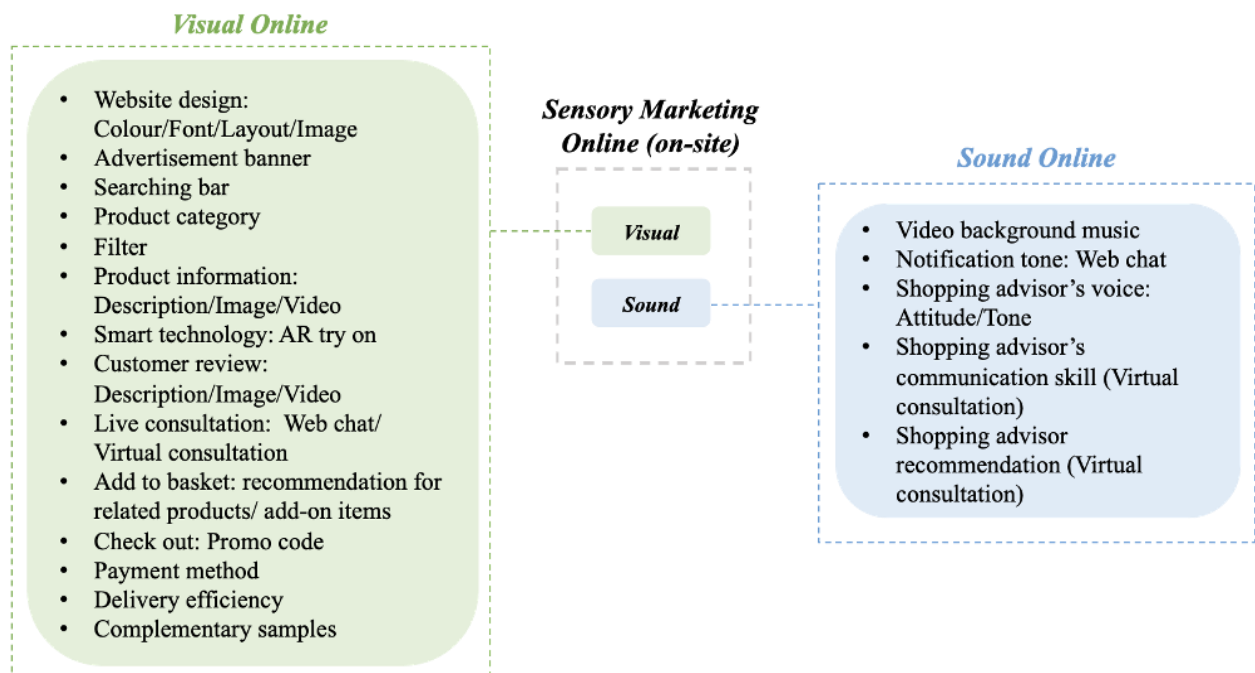 Visual Online
• Website design:
Colour/Font/Layout/Image
• Advertisement banner
• Searching bar
• Product category
• Filter
• Product information:
Description/Image/Video
• Smart technology: AR try on
• Customer review:
Description/Image/Video
• Live consultation:  Web chat/
Virtual consultation
• Add to basket: recommendation for
related products/ add-on items
• Check out: Promo code
• Payment method
• Delivery efficiency
• Complementary samples
Sensory Marketing
Online (on-site)
Visual
Sound
Sound Online
• Video background music
• Notification tone: Web chat
• Shopping advisor’s voice:
Attitude/Tone
• Shopping advisor’s
communication skill (Virtual
consultation)
• Shopping advisor
recommendation (Virtual
consultation)